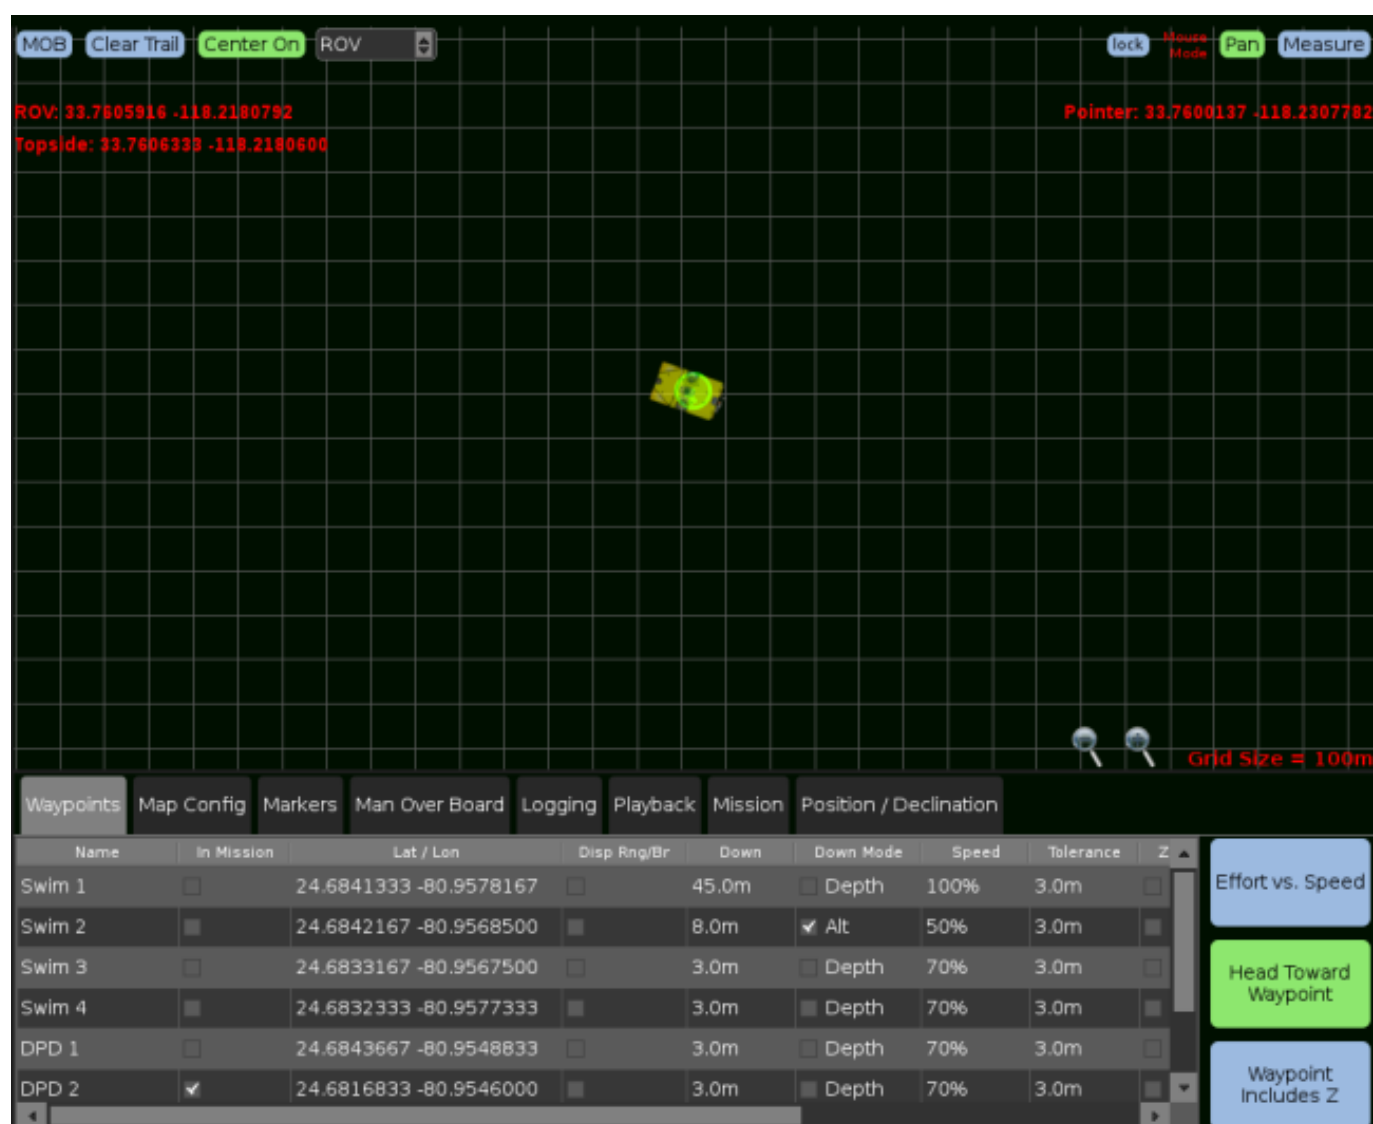 MOB Clear Trail Center On ROV lock Mouse Mode Pan Measure
ROV: 33.7605916 -118.2180792 Pointer: 33.7600137 -118.2307782
Topside: 33.7606333 -118.2180600
Grid Size = 100m
Waypoints Map Config Markers Man Over Board Logging Playback Mission Position / Declination
Name In Mission Lat / Lon Disp Rng/Br Down Down Mode Speed Tolerance Z
Swim 1 24.6841333 -80.9578167 45.0m Depth 100% 3.0m
Swim 2 24.6842167 -80.9568500 8.0m Alt 50% 3.0m
Swim 3 24.6833167 -80.9567500 3.0m Depth 70% 3.0m
Swim 4 24.6832333 -80.9577333 3.0m Depth 70% 3.0m
DPD 1 24.6843667 -80.9548833 3.0m Depth 70% 3.0m
DPD 2 24.6816833 -80.9546000 3.0m Depth 70% 3.0m
Effort vs. Speed
Head Toward
Waypoint
Waypoint
Includes Z